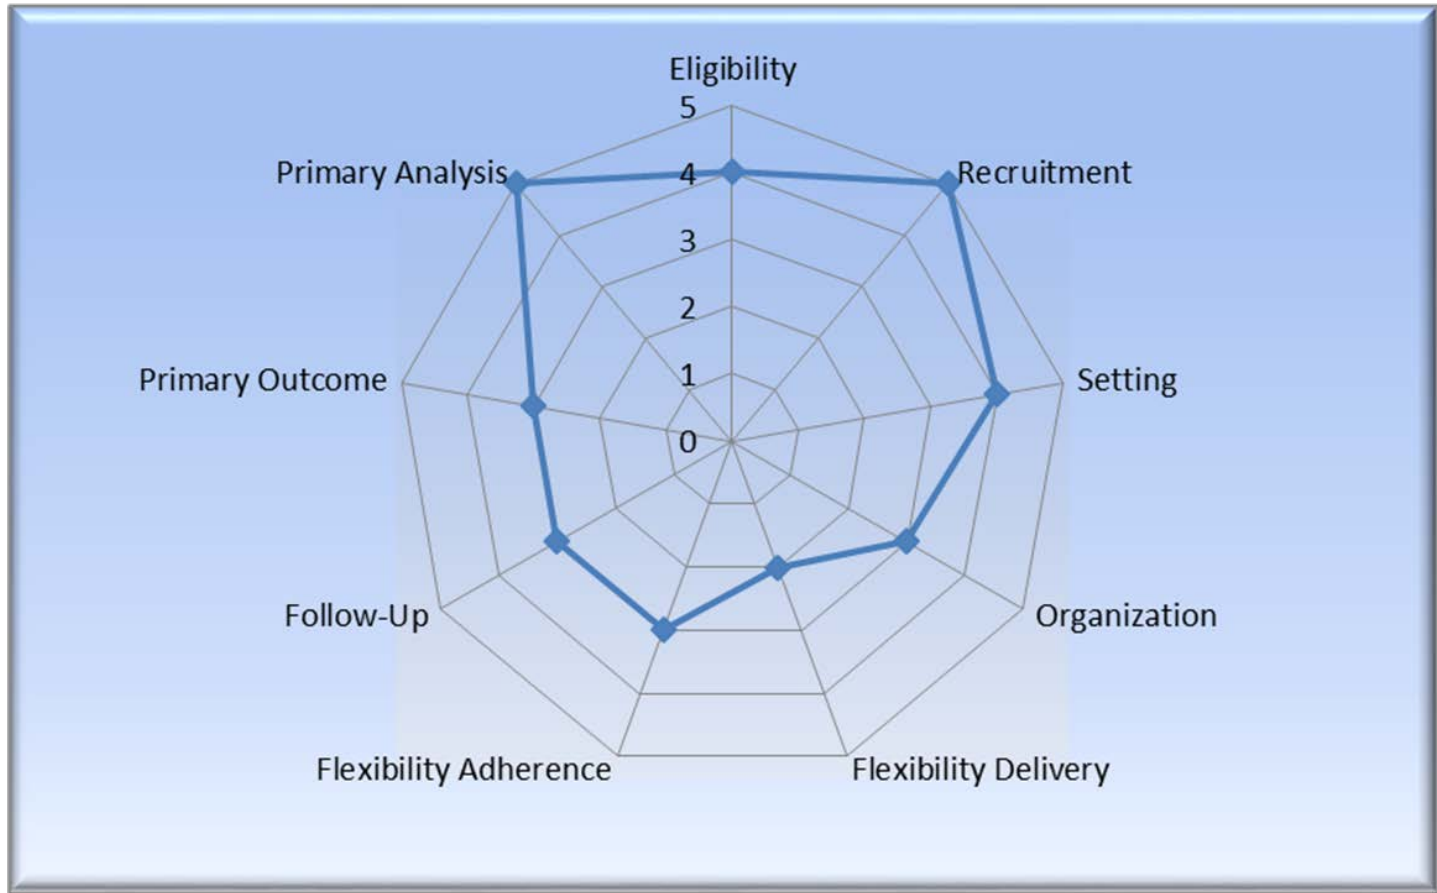 Eligibility
5
Primary Analysis
4
Recruitment
3
2
Primary Outcome
1
Setting
0
Follow-Up
Organization
Flexibility Adherence
Flexibility Delivery